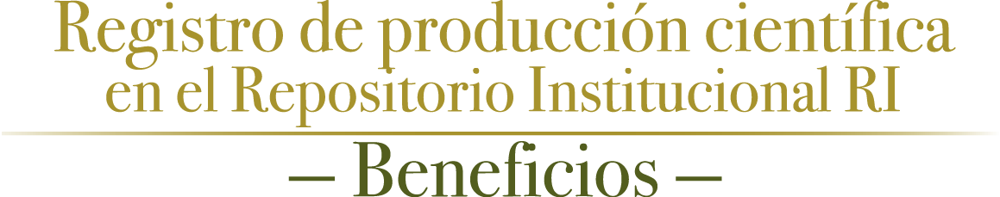 Registro de producción científica
en el Repositorio Institucional RI
— Beneficios —